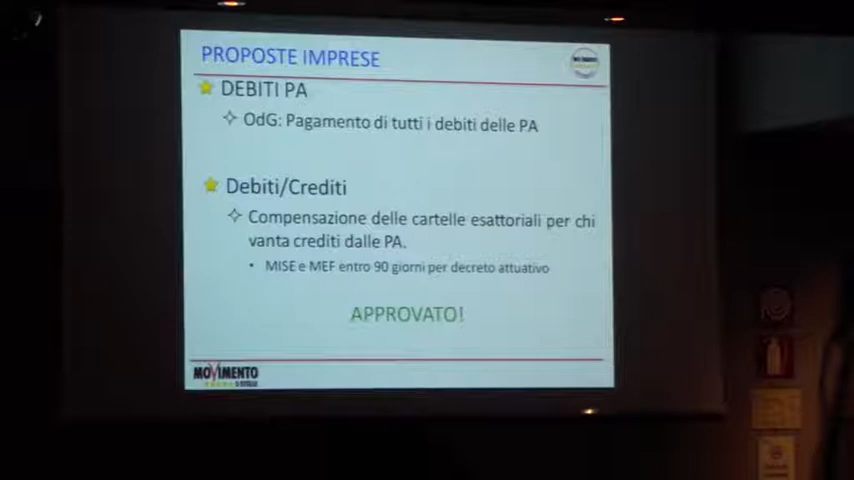 PROPOSTE IMPRESE
DEBITI PA
OdG: Pagamento di tutti i debiti delle PA
Debiti/Crediti
Compensazione delle cartelle esattoriali per chi
vanta crediti dalle PA.
• MISE e MEF entro 90 giorni per decreto attuativo
APPROVATO!
MOVIMENTO